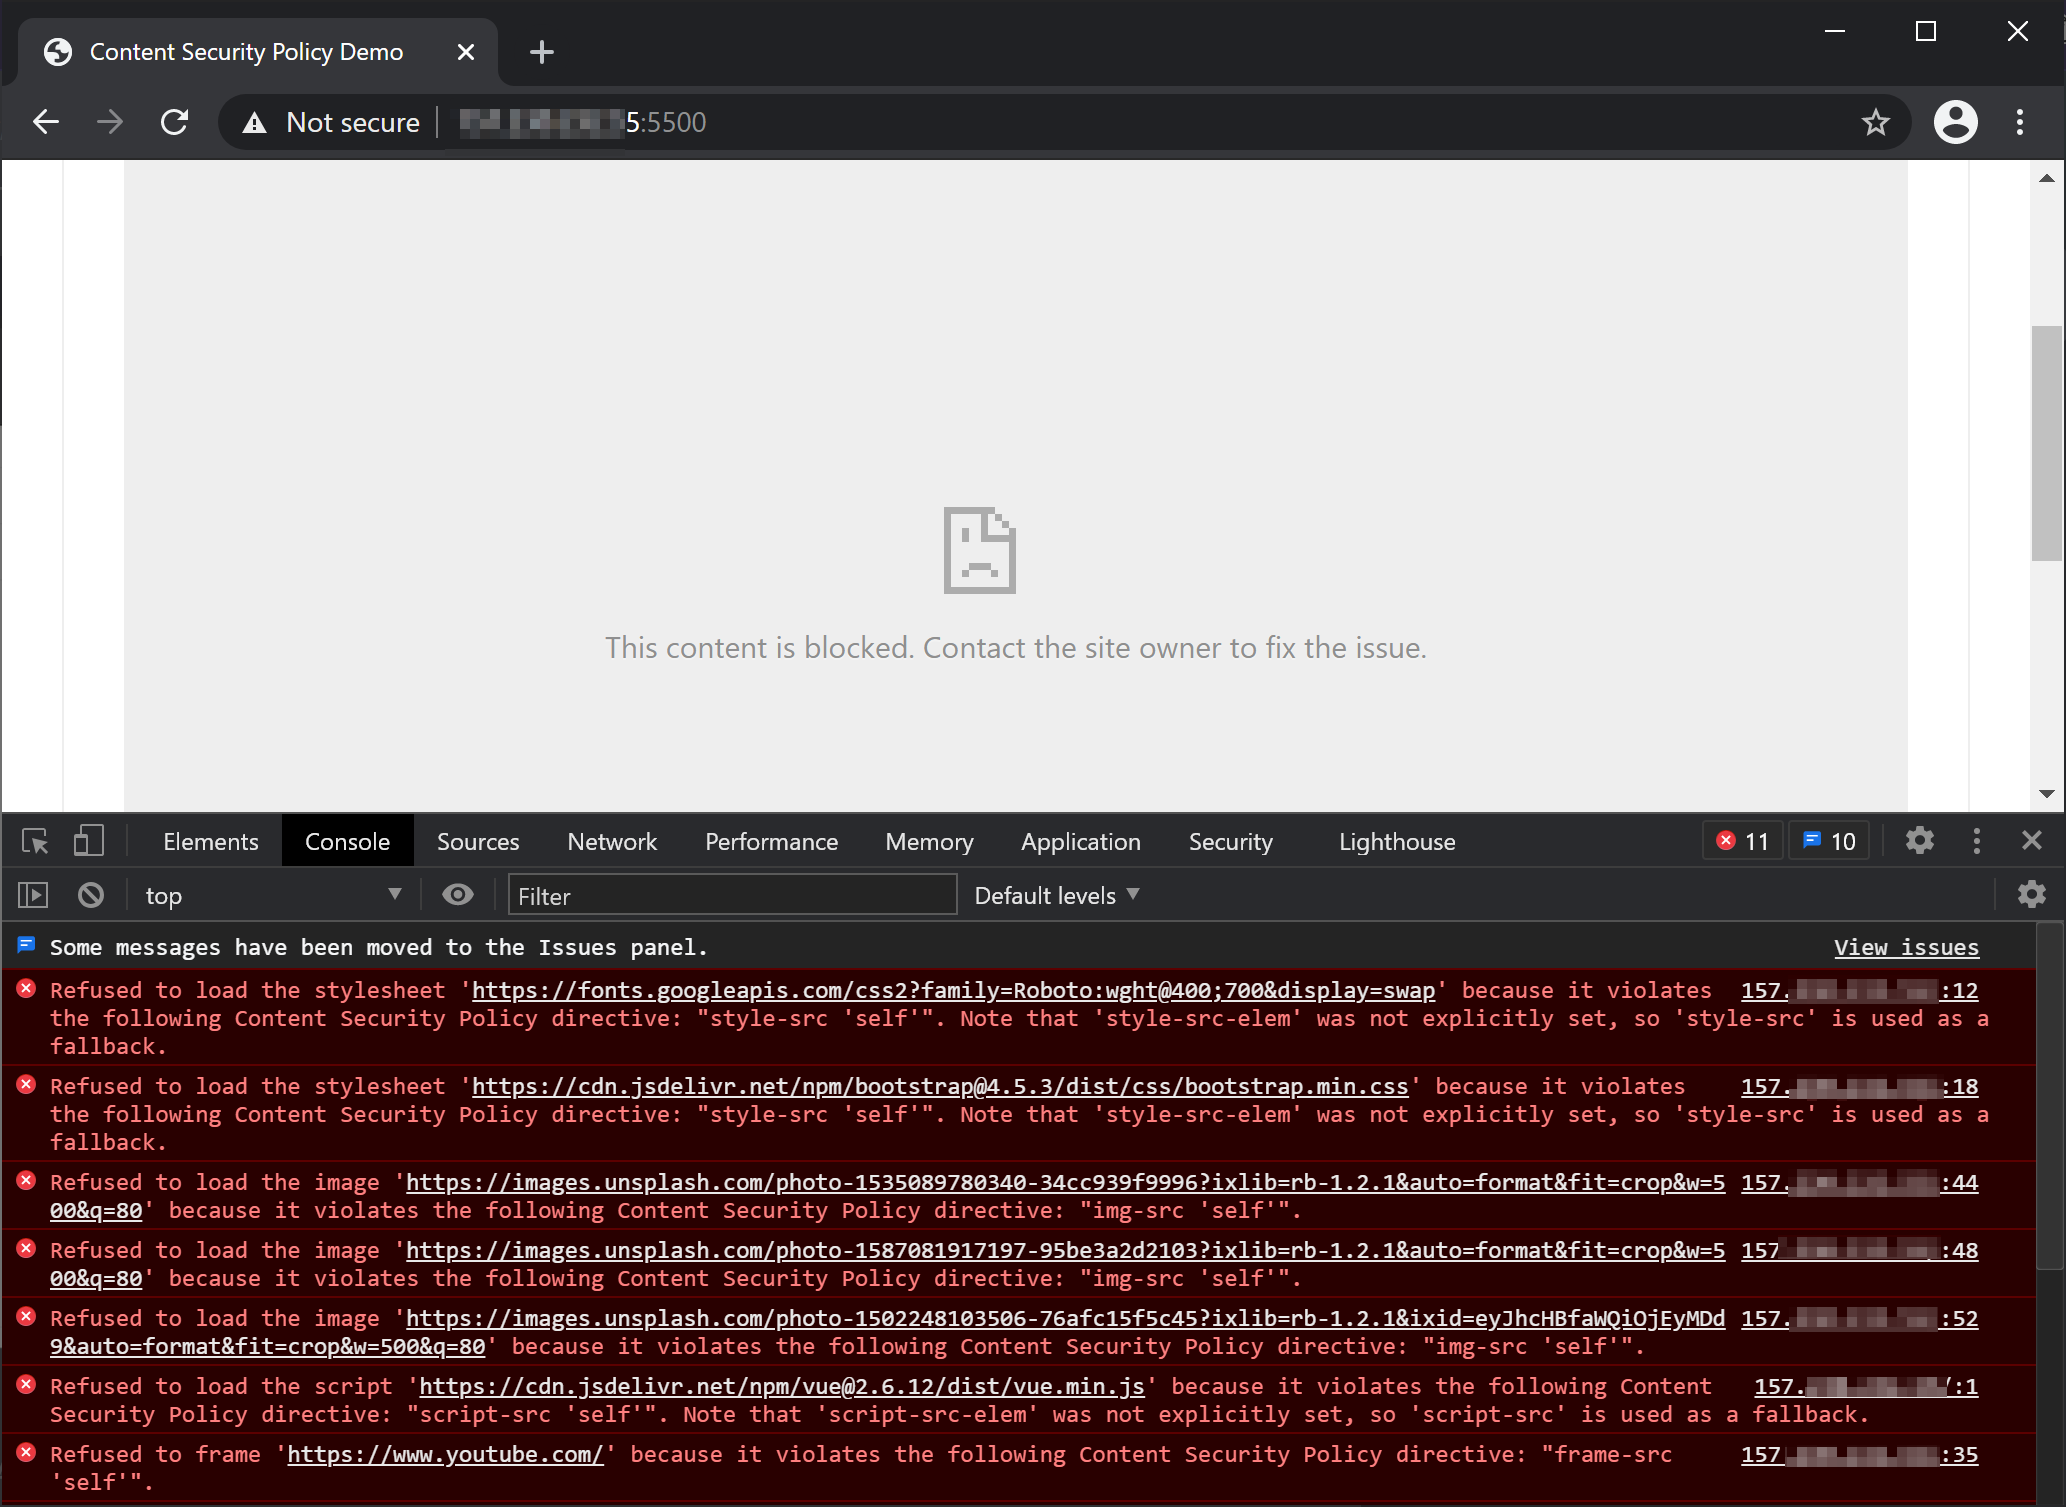 Content Security Policy Demo
Not secure
5:5500
This content is blocked. Contact the site owner to fix the issue.
Elements Console Sources Network Performance Memory Application Security Lighthouse 11 10
top Filter Default levels
Some messages have been moved to the Issues panel. View issues
Refused to load the stylesheet 'https://fonts.googleapis.com/css2?family=Roboto:wght@400;700&display=swap' because it violates 157. :12
the following Content Security Policy directive: "style-src 'self'". Note that 'style-src-elem' was not explicitly set, so 'style-src' is used as a
fallback.
Refused to load the stylesheet 'https://cdn.jsdelivr.net/npm/bootstrap@4.5.3/dist/css/bootstrap.min.css' because it violates 157. :18
the following Content Security Policy directive: "style-src 'self'". Note that 'style-src-elem' was not explicitly set, so 'style-src' is used as a
fallback.
Refused to load the image 'https://images.unsplash.com/photo-1535089780340-34cc939f9996?ixlib=rb-1.2.1&auto=format&fit=crop&w=5 157. :44
00&q=80' because it violates the following Content Security Policy directive: "img-src 'self'".
Refused to load the image 'https://images.unsplash.com/photo-1587081917197-95be3a2d2103?ixlib=rb-1.2.1&auto=format&fit=crop&w=5 157 :48
00&q=80' because it violates the following Content Security Policy directive: "img-src 'self'".
Refused to load the image 'https://images.unsplash.com/photo-1502248103506-76afc15f5c45?ixlib=rb-1.2.1&ixid=eyJhcHBfaWQiOjEyMDd 157. :52
9&auto=format&fit=crop&w=500&q=80' because it violates the following Content Security Policy directive: "img-src 'self'".
Refused to load the script 'https://cdn.jsdelivr.net/npm/vue@2.6.12/dist/vue.min.js' because it violates the following Content 157. /:1
Security Policy directive: "script-src 'self'". Note that 'script-src-elem' was not explicitly set, so 'script-src' is used as a fallback.
Refused to frame 'https://www.youtube.com/' because it violates the following Content Security Policy directive: "frame-src 157 :35
'self'".